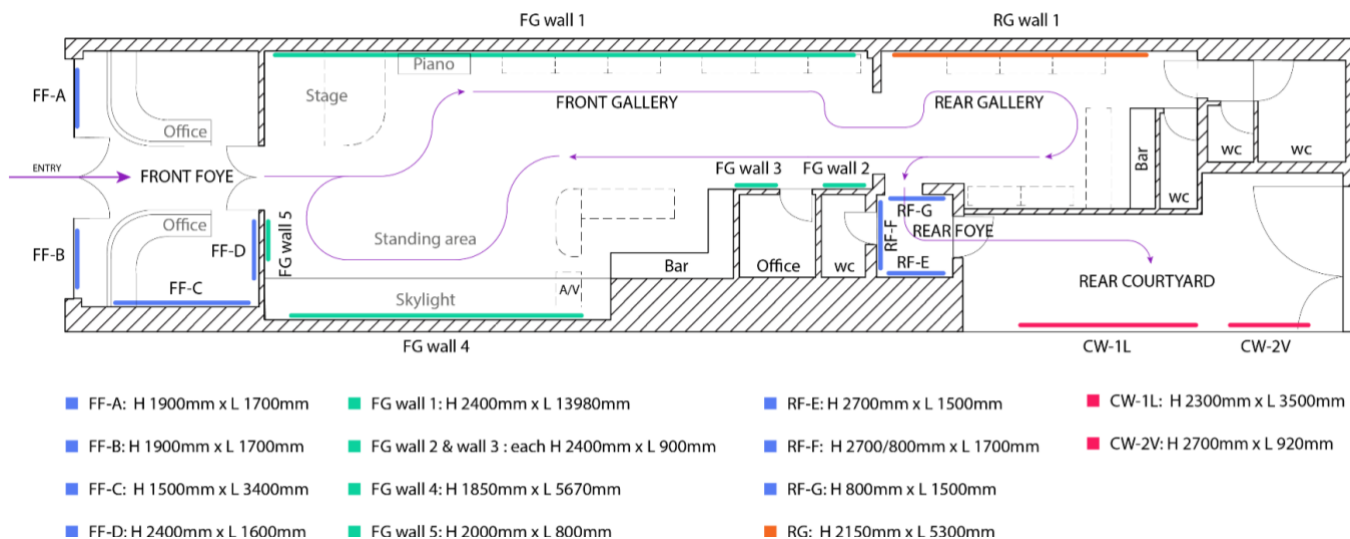 FG wall 1
RG wall 1
Piano
Stage
FF-A
Office
FRONT GALLERY
REAR GALLERY
ENTRY
FRONT FOYE
Bar
wc
wc
wc
FG wall 3
FG wall 2
Office
FF-D
FG wall 5
Standing area
RF-G
RF-F
REAR FOYE
RF-E
FF-B
FF-C
Skylight
A/V
Bar
Office
wc
REAR COURTYARD
FG wall 4
CW-1L
CW-2V
FF-A: H 1900mm x L 1700mm
FF-B: H 1900mm x L 1700mm
FF-C: H 1500mm x L 3400mm
FF-D: H 2400mm x L 1600mm
FG wall 1: H 2400mm x L 13980mm
FG wall 2 & wall 3 : each H 2400mm x L 900mm
FG wall 4: H 1850mm x L 5670mm
FG wall 5: H 2000mm x L 800mm
RF-E: H 2700mm x L 1500mm
RF-F: H 2700/800mm x L 1700mm
RF-G: H 800mm x L 1500mm
RG: H 2150mm x L 5300mm
CW-1L: H 2300mm x L 3500mm
CW-2V: H 2700mm x L 920mm